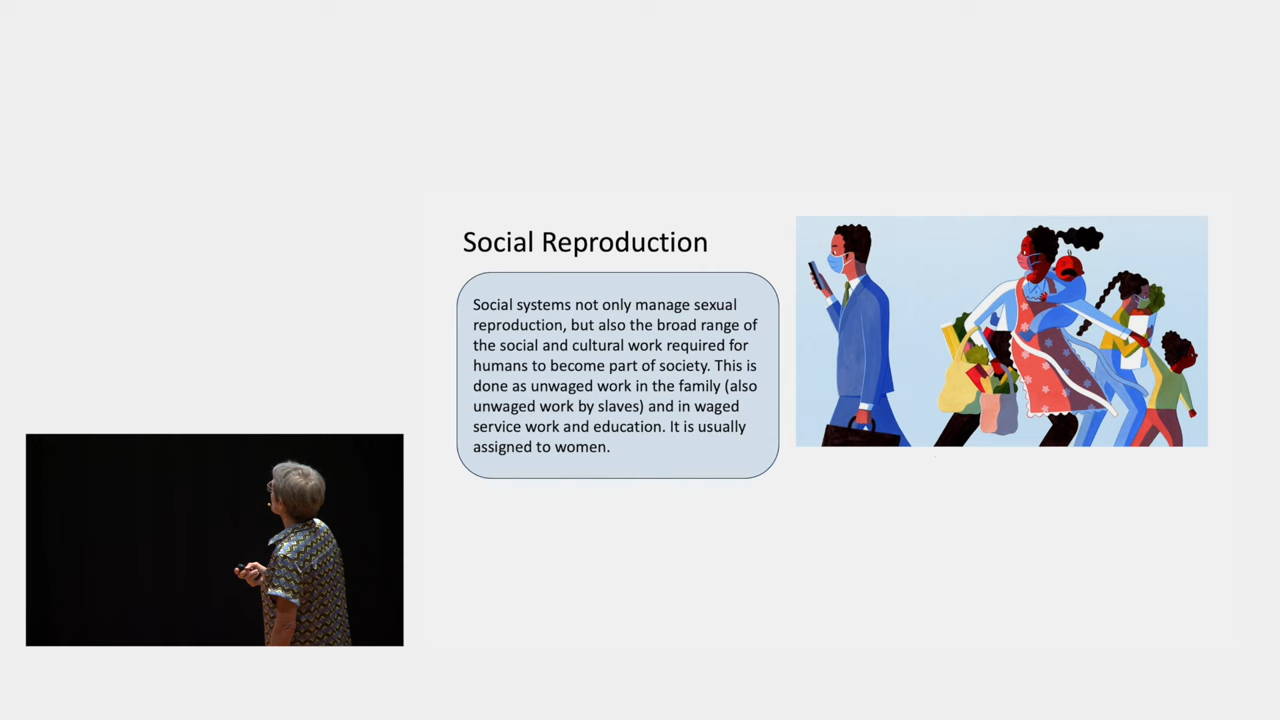 Social Reproduction
Social systems not only manage sexual
reproduction, but also the broad range of
the social and cultural work required for
humans to become part of society. This is
done as unwaged work in the family (also
unwaged work by slaves) and in waged
service work and education. It is usually
assigned to women.